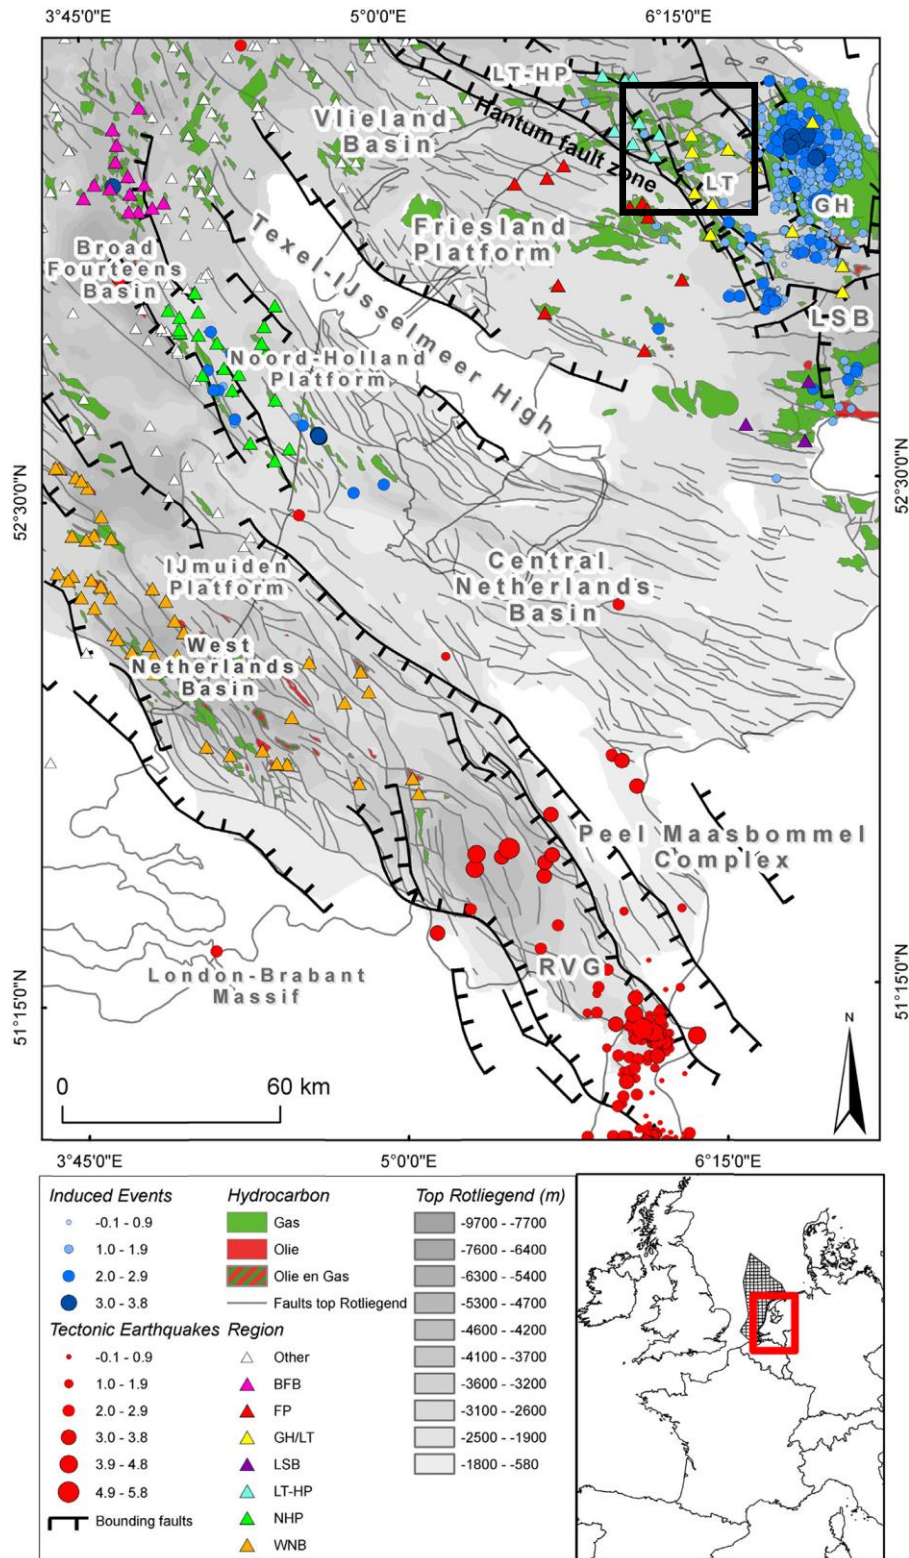 3°45'0"E
5°0'0"E
6°15'0"E
LT-HP
Vlieland
Basin
Hantum fault zone
LT
GH
Friesland
Platform
Broad
Fourteens
Basin
Texel-IJsselmeer High
LSB
Noord-Holland
Platform
52°30'0"N
52°30'0"N
Central
Netherlands
Basin
IJmuiden
Platform
West
Netherlands
Basin
Peel Maasbommel
Complex
RVG
London-Brabant
Massif
51°15'0"N
51°15'0"N
N
0
60 km
3°45'0"E
5°0'0"E
6°15'0"E
Induced Events
-0.1 - 0.9
1.0 - 1.9
2.0 - 2.9
3.0 - 3.8
Tectonic Earthquakes
-0.1 - 0.9
1.0 - 1.9
2.0 - 2.9
3.0 - 3.8
3.9 - 4.8
4.9 - 5.8
Bounding faults
Hydrocarbon
Gas
Olie
Olie en Gas
Faults top Rotliegend
Region
Other
BFB
FP
GH/LT
LSB
LT-HP
NHP
WNB
Top Rotliegend (m)
-9700 - -7700
-7600 - -6400
-6300 - -5400
-5300 - -4700
-4600 - -4200
-4100 - -3700
-3600 - -3200
-3100 - -2600
-2500 - -1900
-1800 - -580